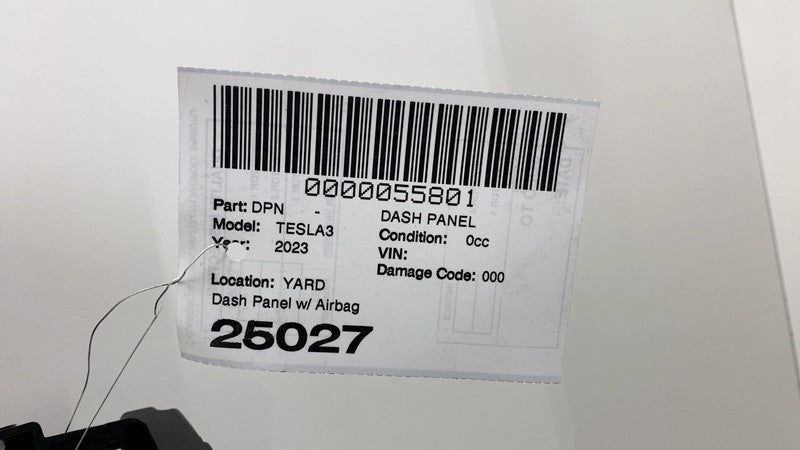 0000055801
Part: DPN - DASH PANEL
Model: TESLA3 Condition: 0cc
Year: 2023 VIN:
Damage Code: 000
Location: YARD
Dash Panel w/ Airbag
25027